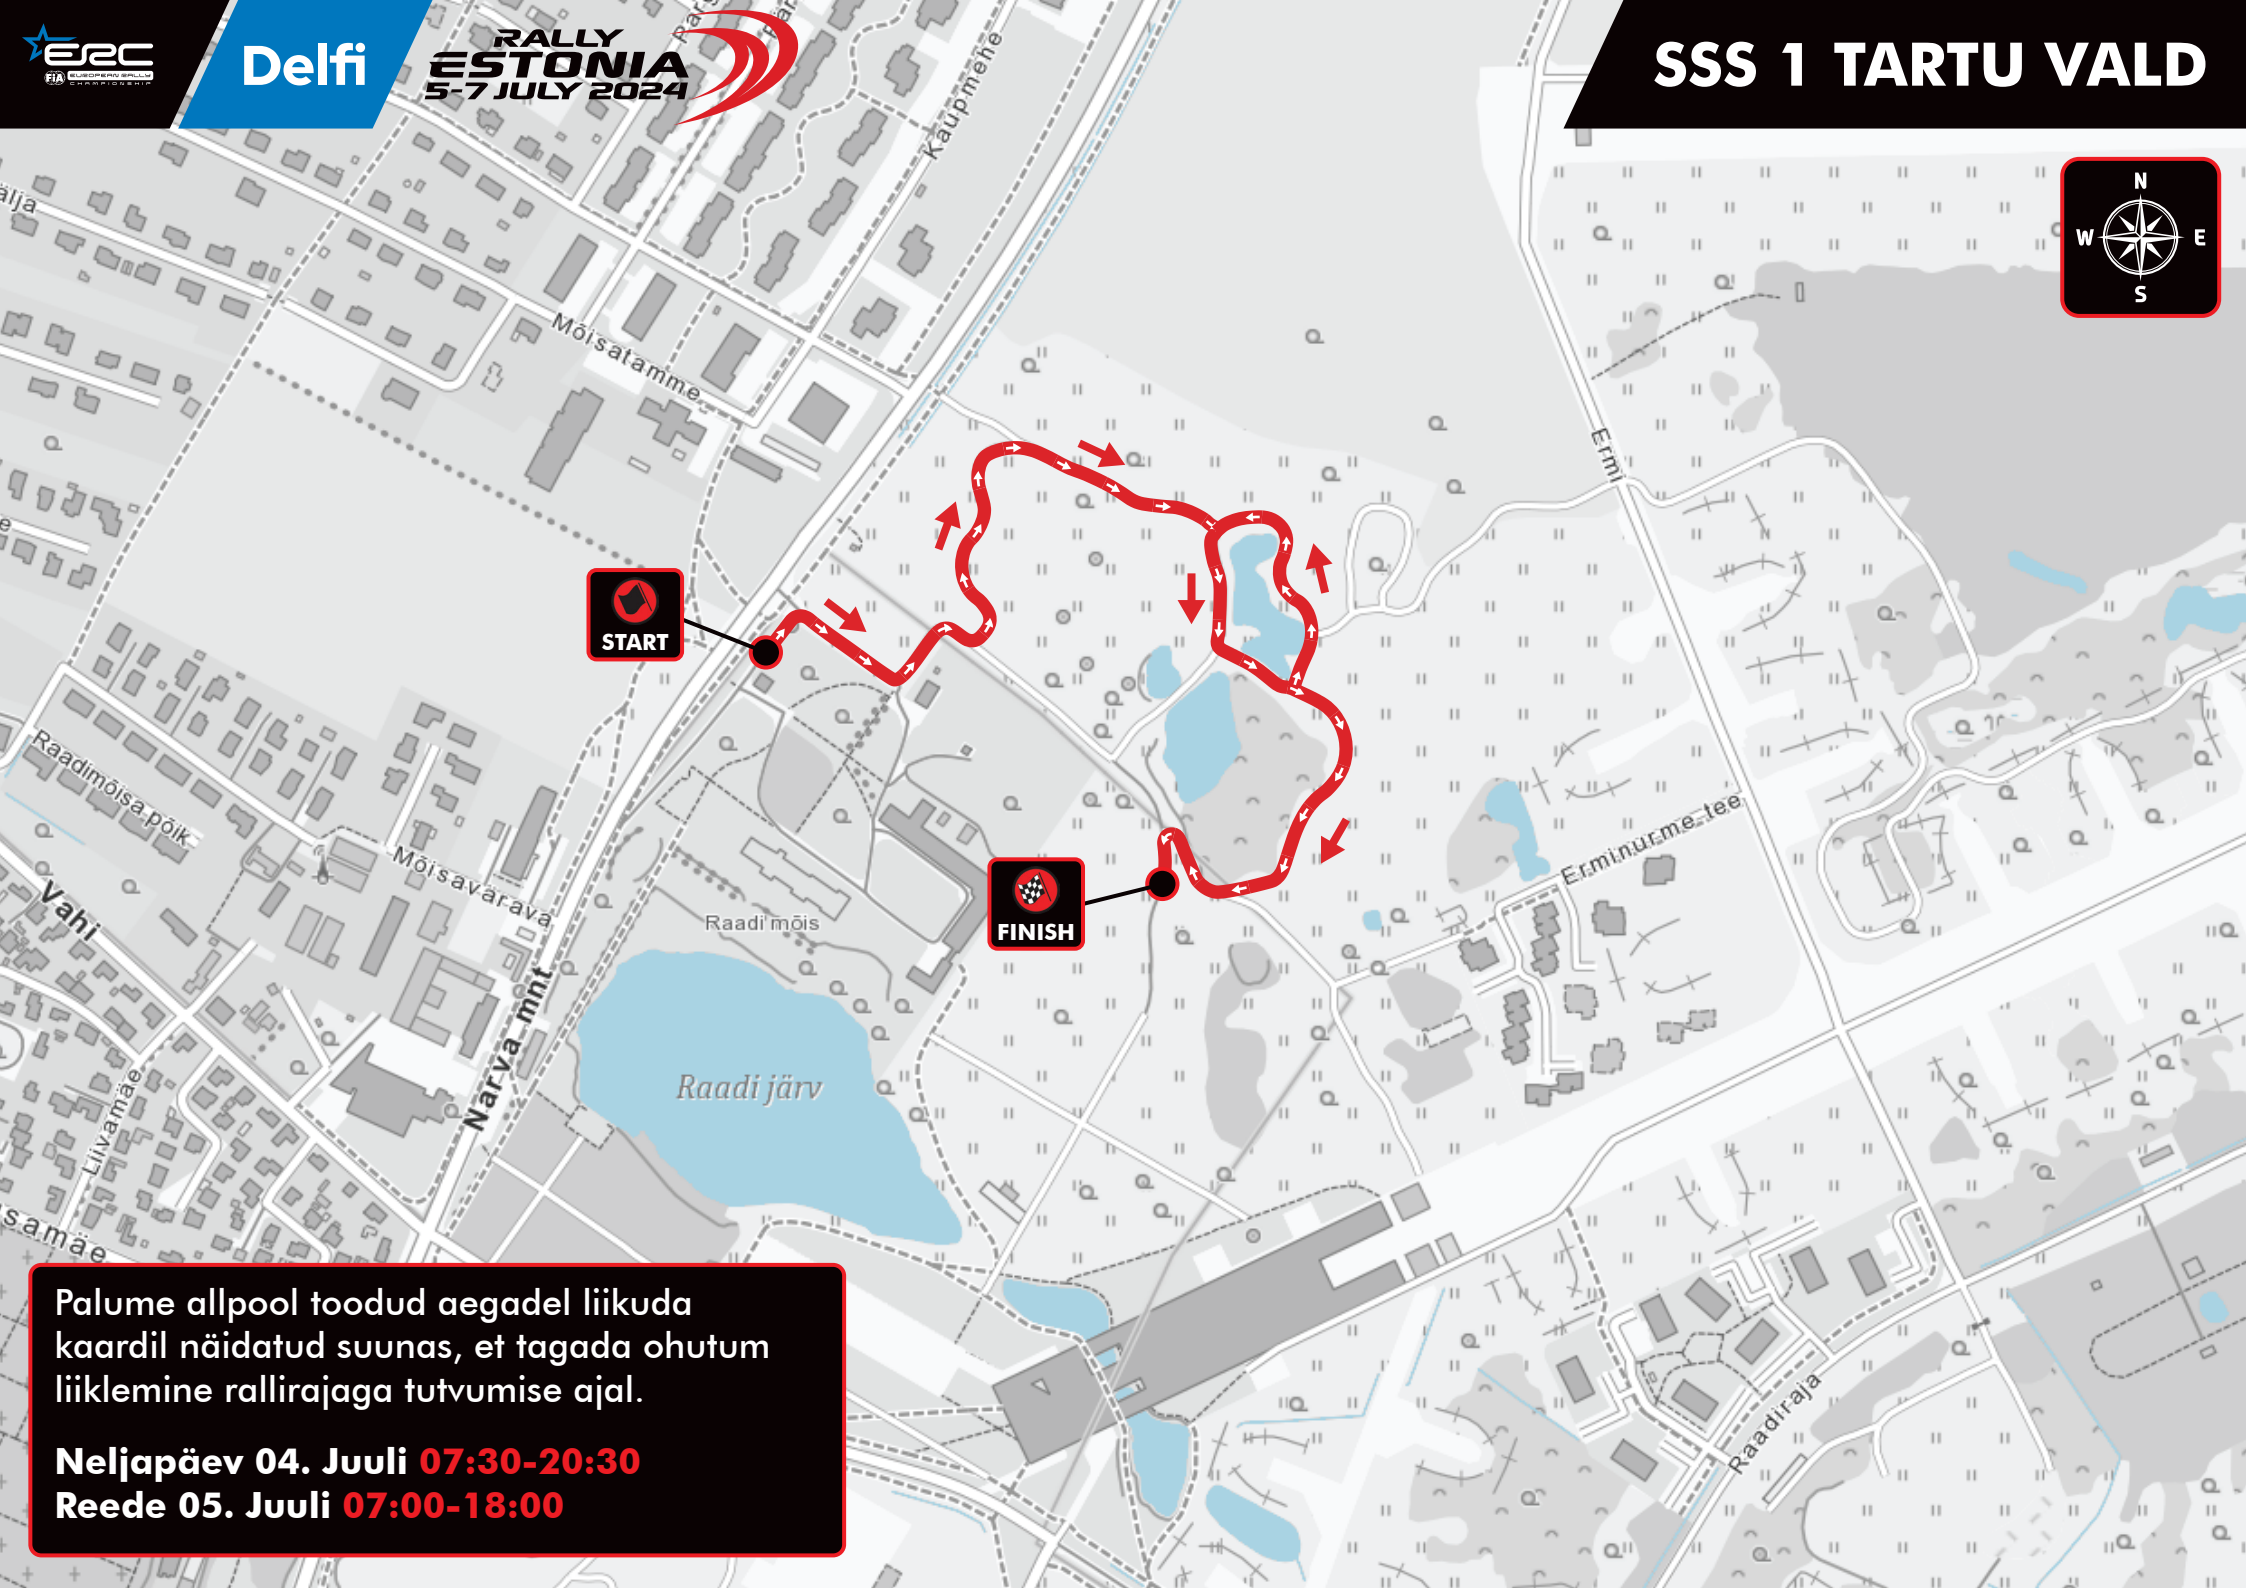 ERC
FIA EUROPEAN RALLY
CHAMPIONSHIP
Delfi
RALLY
ESTONIA
5-7 JULY 2024
SSS 1 TARTU VALD
N
W E
S
Kaupmehe
Mõisatamme
Ermi
START
Raadimõisa põik
Mõisavärava
Vahi
Narva mnt
Raadi mõis
FINISH
Erminurme tee
Raadi järv
Liivamäe
Raadiraja
Palume allpool toodud aegadel liikuda
kaardil näidatud suunas, et tagada ohutum
liiklemine rallirajaga tutvumise ajal.
Neljapäev 04. Juuli 07:30-20:30
Reede 05. Juuli 07:00-18:00